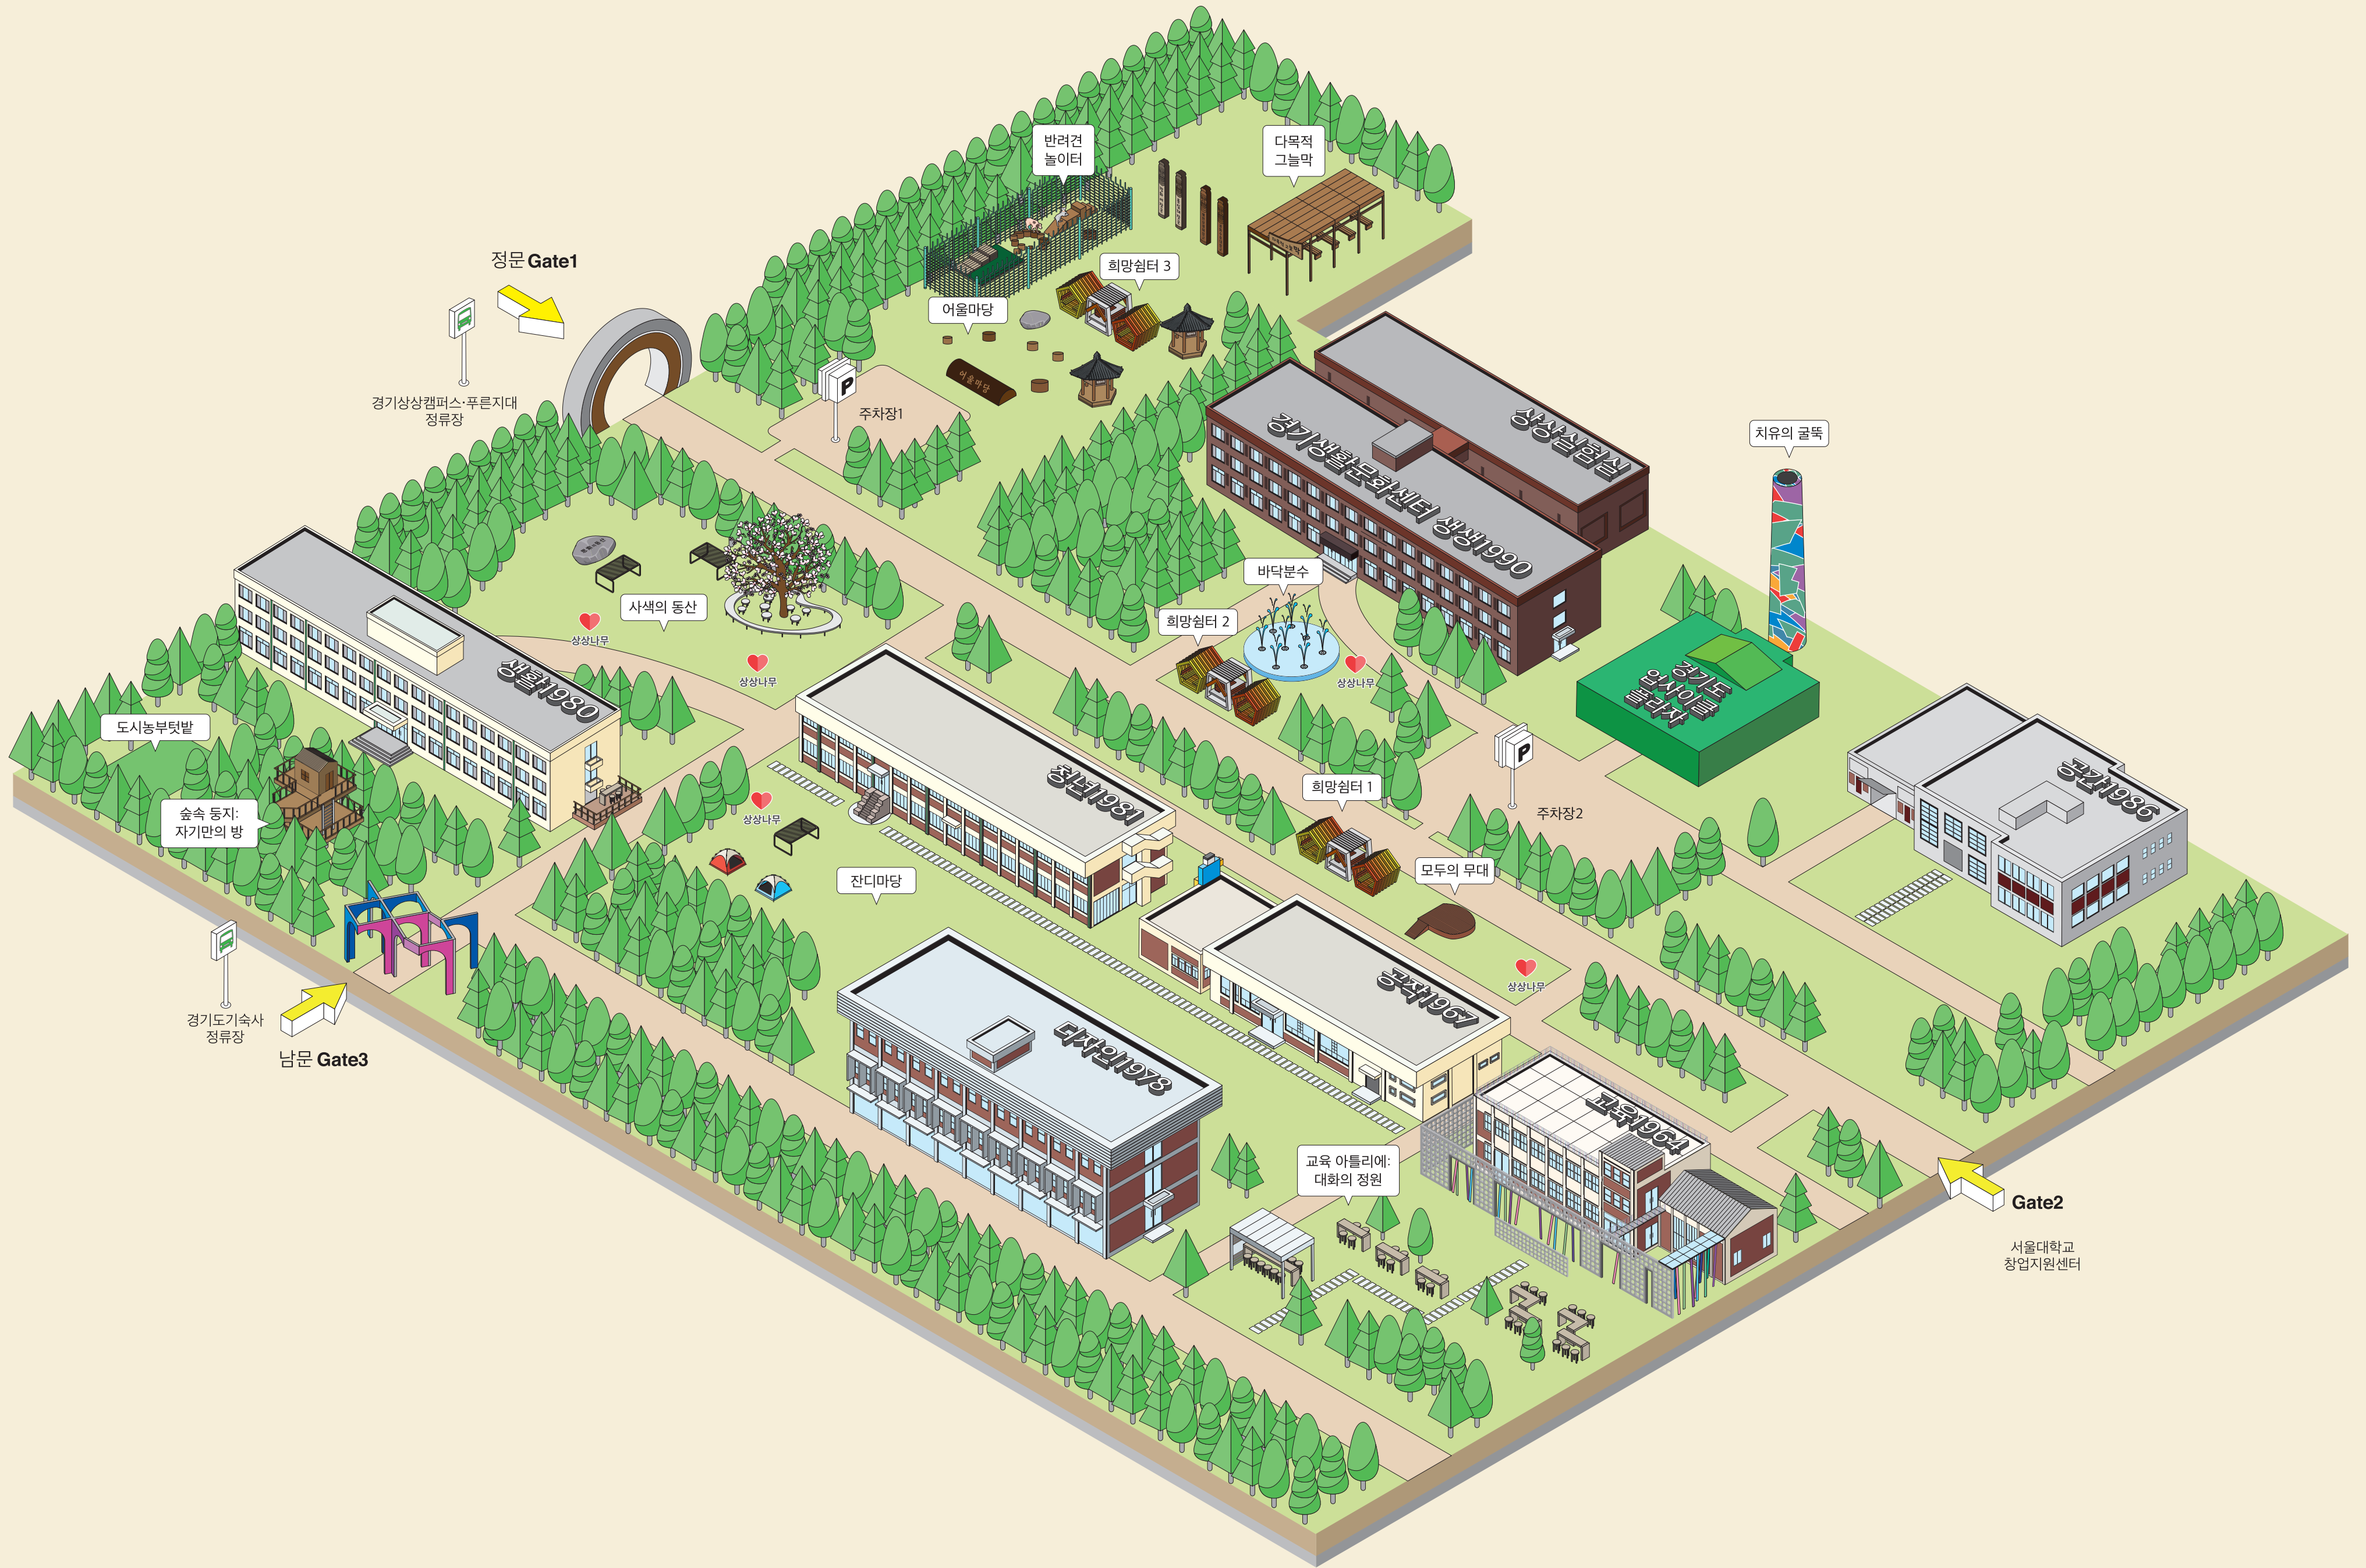 반려견
놀이터
다목적
그늘막
정문 Gate1
희망쉼터 3
어울마당
어울마당
경기상상캠퍼스·푸른지대
정류장
P
주차장1
상상실험실
경기생활문화센터 생생1990
치유의 굴뚝
바닥분수
희망쉼터 2
사색의 동산
상상나무
상상나무
상상나무
생활1980
경기도
업사이클
플라자
도시농부텃밭
숲속 둥지:
자기만의 방
청년1981
P
주차장2
공간1986
희망쉼터 1
상상나무
잔디마당
모두의 무대
상상나무
공작1967
경기도기숙사
정류장
남문 Gate3
디자인1978
교육1964
교육 아틀리에:
대화의 정원
Gate2
서울대학교
창업지원센터